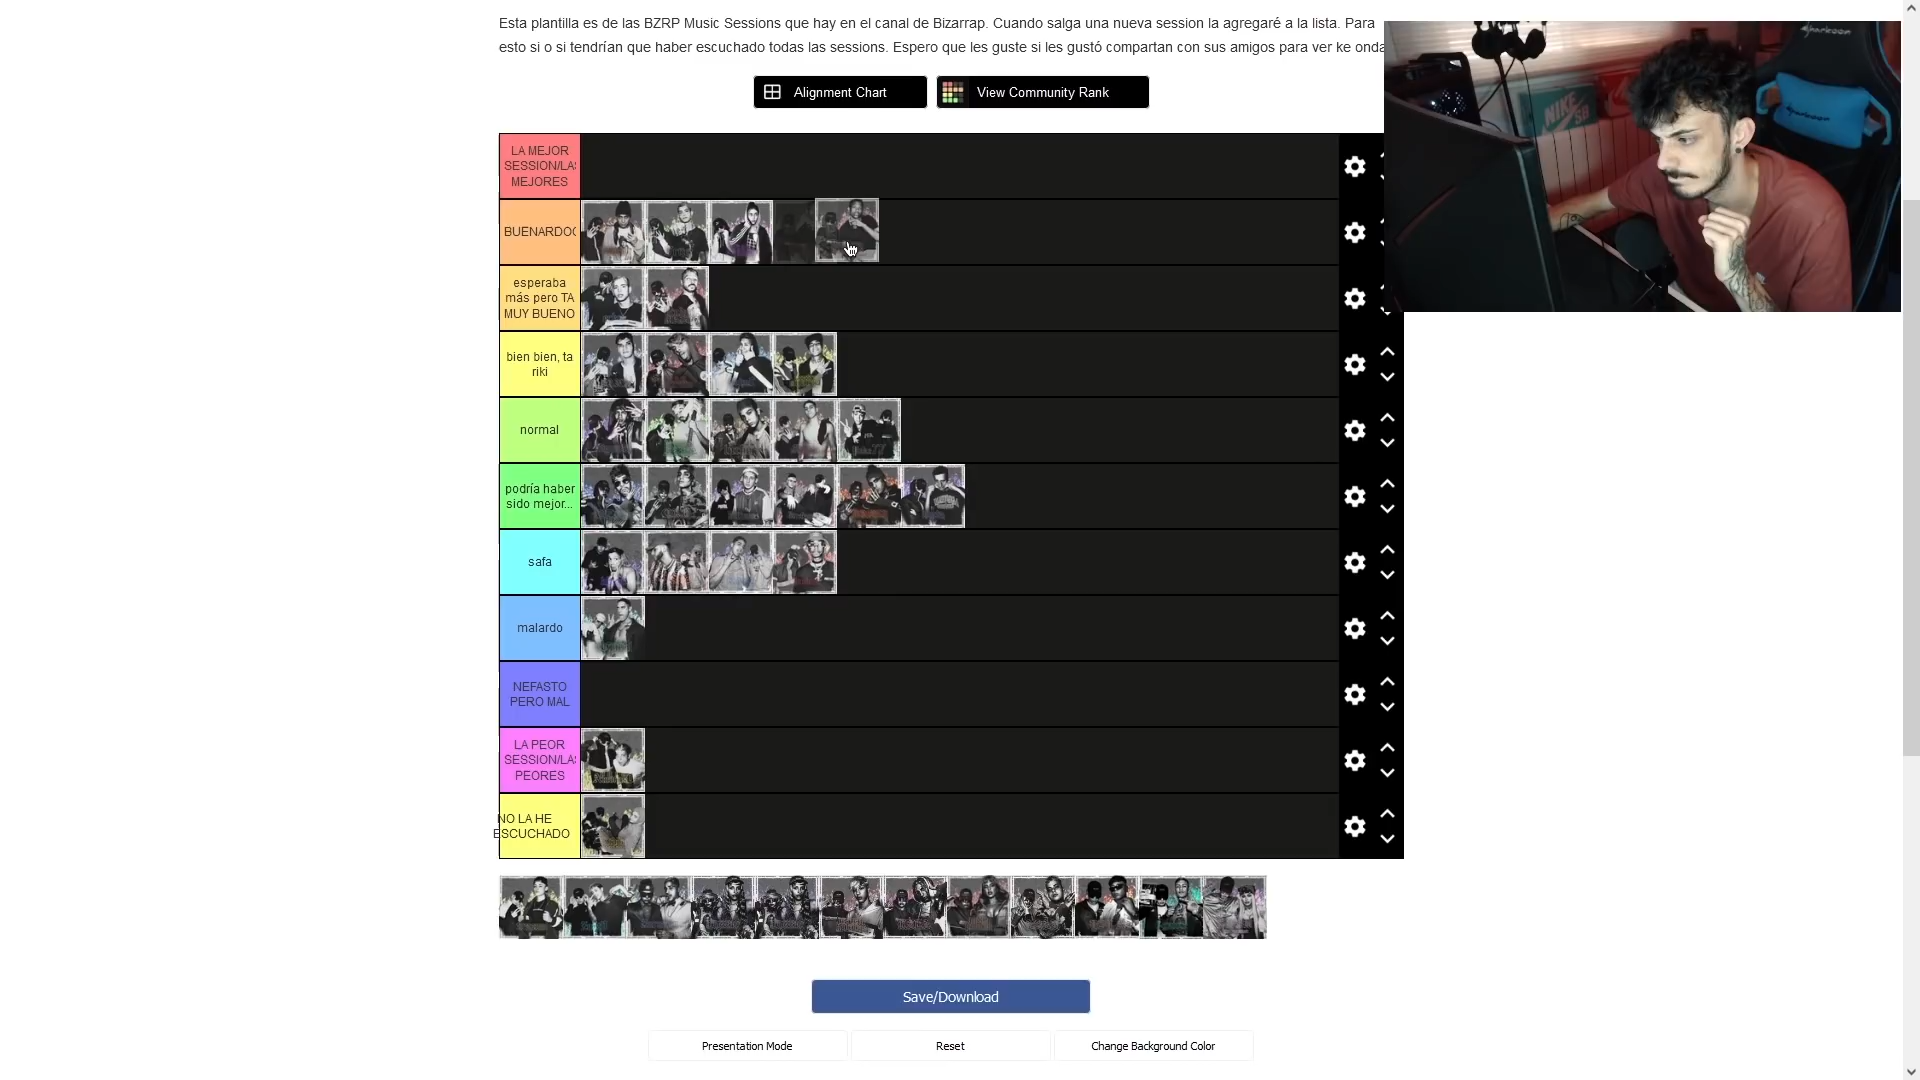 Esta plantilla es de las BZRP Music Sessions que hay en el canal de Bizarrap. Cuando salga una nueva session la agregaré a la lista. Para
esto si o si tendrían que haber escuchado todas las sessions. Espero que les guste si les gustó compartan con sus amigos para ver ke onda
Alignment Chart
View Community Rank
LA MEJOR
SESSION/LAS
MEJORES
BUENARDO
esperaba
más pero TA
MUY BUENO
bien bien, ta
riki
normal
podría haber
sido mejor...
safa
malardo
NEFASTO
PERO MAL
LA PEOR
SESSION/LAS
PEORES
NO LA HE
ESCUCHADO
Save/Download
Presentation Mode
Reset
Change Background Color
NIKE
SB